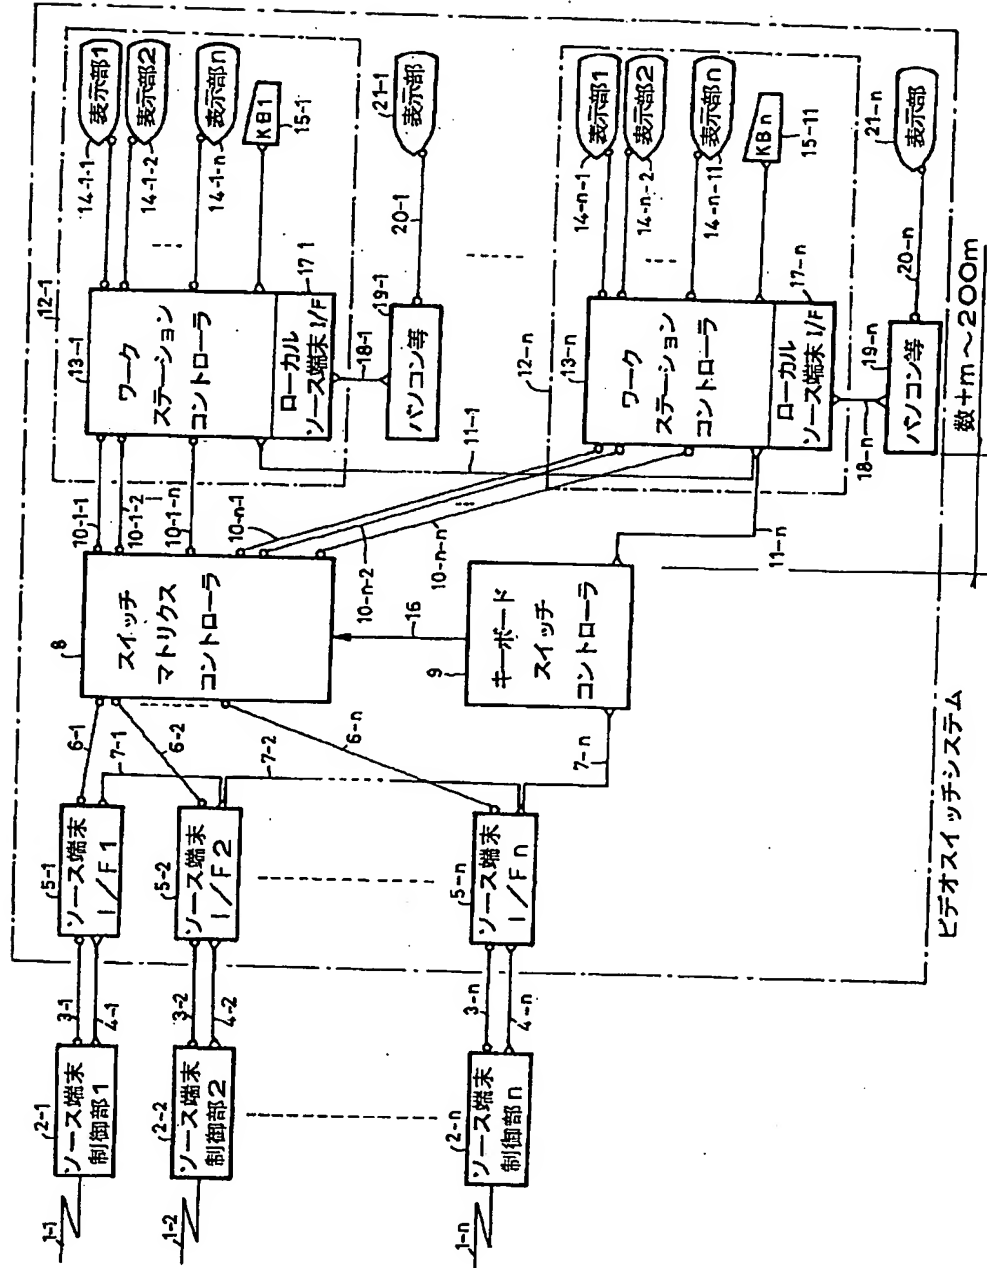 1-1
2-1
ソース端末
制御部1
3-1
4-1
5-1
ソース端末
I/F1
6-1
7-1
1-2
2-2
ソース端末
制御部2
3-2
4-2
5-2
ソース端末
I/F2
6-2
7-2
1-n
2-n
ソース端末
制御部n
3-n
4-n
5-n
ソース端末
I/Fn
6-n
7-n
8
スイッチ
マトリクス
コントローラ
16
9
キーボード
スイッチ
コントローラ
10-1-1
10-1-2
10-1-n
10-n-1
10-n-2
10-n-n
11-1
11-n
12-1
13-1
ワーク
ステーション
コントローラ
ローカル
ソース端末I/F
17-1
14-1-1
表示部1
14-1-2
表示部2
14-1-n
表示部n
KB1
15-1
18-1
19-1
パソコン等
20-1
21-1
表示部
12-n
13-n
ワーク
ステーション
コントローラ
ローカル
ソース端末I/F
17-n
14-n-1
表示部1
14-n-2
表示部2
14-n-11
表示部n
KBn
15-11
18-n
19-n
パソコン等
20-n
21-n
表示部
数+m~200m
ビデオスイッチシステム